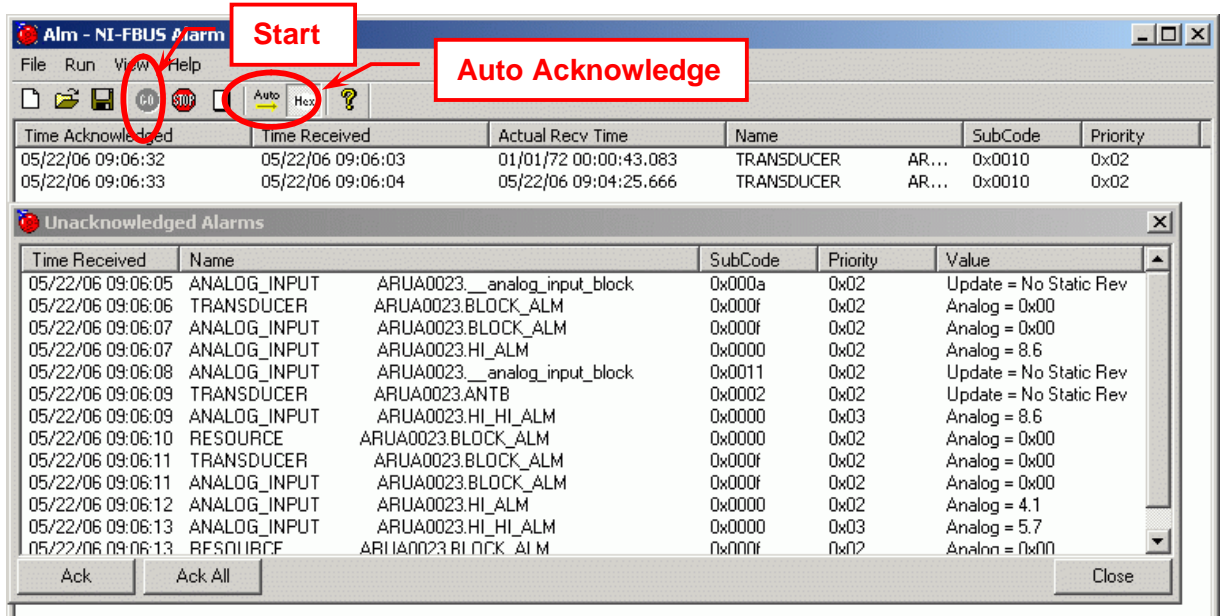 Alm - NI-FBUS Alarm
Start
File Run View Help
Auto Acknowledge
GO STOP Auto Hex ?
Time Acknowledged Time Received Actual Recv Time Name SubCode Priority
05/22/06 09:06:32 05/22/06 09:06:03 01/01/72 00:00:43.083 TRANSDUCER AR... 0x0010 0x02
05/22/06 09:06:33 05/22/06 09:06:04 05/22/06 09:04:25.666 TRANSDUCER AR... 0x0010 0x02
Unacknowledged Alarms
Time Received Name SubCode Priority Value
05/22/06 09:06:05 ANALOG_INPUT ARUA0023.__analog_input_block 0x000a 0x02 Update = No Static Rev
05/22/06 09:06:06 TRANSDUCER ARUA0023.BLOCK_ALM 0x000f 0x02 Analog = 0x00
05/22/06 09:06:07 ANALOG_INPUT ARUA0023.BLOCK_ALM 0x000f 0x02 Analog = 0x00
05/22/06 09:06:07 ANALOG_INPUT ARUA0023.HI_ALM 0x0000 0x02 Analog = 8.6
05/22/06 09:06:08 ANALOG_INPUT ARUA0023.__analog_input_block 0x0011 0x02 Update = No Static Rev
05/22/06 09:06:09 TRANSDUCER ARUA0023.ANTB 0x0002 0x02 Update = No Static Rev
05/22/06 09:06:09 ANALOG_INPUT ARUA0023.HI_HI_ALM 0x0000 0x03 Analog = 8.6
05/22/06 09:06:10 RESOURCE ARUA0023.BLOCK_ALM 0x0000 0x02 Analog = 0x00
05/22/06 09:06:11 TRANSDUCER ARUA0023.BLOCK_ALM 0x000f 0x02 Analog = 0x00
05/22/06 09:06:11 ANALOG_INPUT ARUA0023.BLOCK_ALM 0x000f 0x02 Analog = 0x00
05/22/06 09:06:12 ANALOG_INPUT ARUA0023.HI_ALM 0x0000 0x02 Analog = 4.1
05/22/06 09:06:13 ANALOG_INPUT ARUA0023.HI_HI_ALM 0x0000 0x03 Analog = 5.7
05/22/06 09:06:13 RESOURCE ARUA0023.BLOCK_ALM 0x000f 0x02 Analog = 0x00
Ack Ack All Close